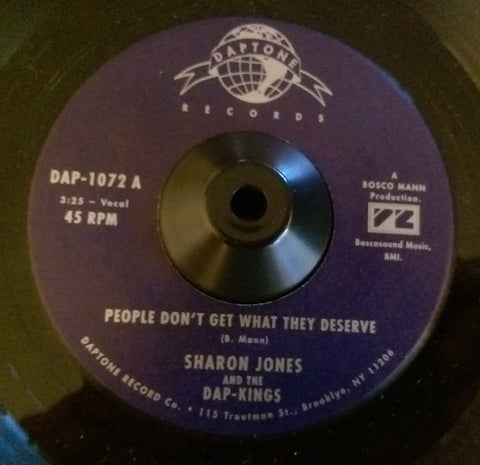 DAPTONE
RECORDS
DAP-1072 A
3:25 – Vocal
45 RPM
A
BOSCO MANN
Production.
Boscosound Music,
BMI.
PEOPLE DON'T GET WHAT THEY DESERVE
(B. Mann)
SHARON JONES
AND THE
DAP-KINGS
DAPTONE RECORD Co. • 115 Troutman St., Brooklyn, NY 11206